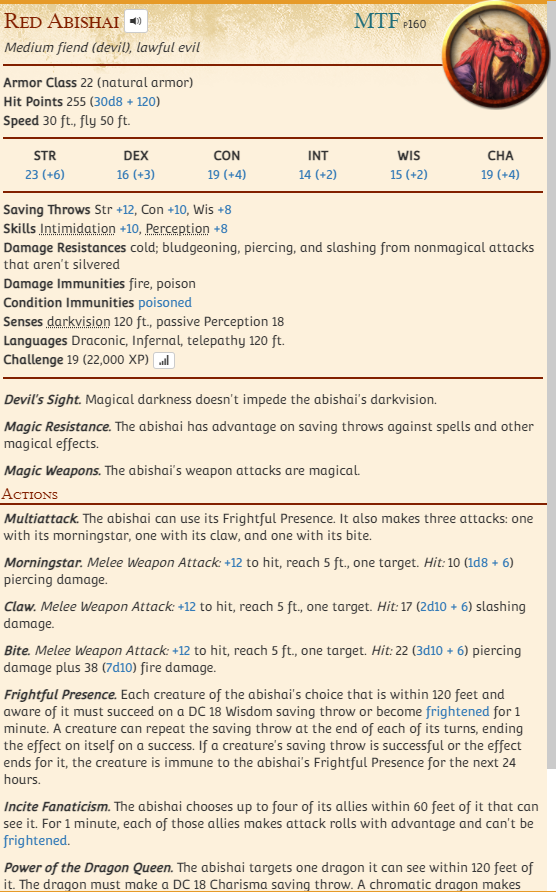 Red Abishai MTF p160
Medium fiend (devil), lawful evil
Armor Class 22 (natural armor)
Hit Points 255 (30d8 + 120)
Speed 30 ft., fly 50 ft.
STR DEX CON INT WIS CHA
23 (+6) 16 (+3) 19 (+4) 14 (+2) 15 (+2) 19 (+4)
Saving Throws Str +12, Con +10, Wis +8
Skills Intimidation +10, Perception +8
Damage Resistances cold; bludgeoning, piercing, and slashing from nonmagical attacks
that aren't silvered
Damage Immunities fire, poison
Condition Immunities poisoned
Senses darkvision 120 ft., passive Perception 18
Languages Draconic, Infernal, telepathy 120 ft.
Challenge 19 (22,000 XP)
Devil's Sight. Magical darkness doesn't impede the abishai's darkvision.
Magic Resistance. The abishai has advantage on saving throws against spells and other
magical effects.
Magic Weapons. The abishai's weapon attacks are magical.
Actions
Multiattack. The abishai can use its Frightful Presence. It also makes three attacks: one
with its morningstar, one with its claw, and one with its bite.
Morningstar. Melee Weapon Attack: +12 to hit, reach 5 ft., one target. Hit: 10 (1d8 + 6)
piercing damage.
Claw. Melee Weapon Attack: +12 to hit, reach 5 ft., one target. Hit: 17 (2d10 + 6) slashing
damage.
Bite. Melee Weapon Attack: +12 to hit, reach 5 ft., one target. Hit: 22 (3d10 + 6) piercing
damage plus 38 (7d10) fire damage.
Frightful Presence. Each creature of the abishai's choice that is within 120 feet and
aware of it must succeed on a DC 18 Wisdom saving throw or become frightened for 1
minute. A creature can repeat the saving throw at the end of each of its turns, ending
the effect on itself on a success. If a creature's saving throw is successful or the effect
ends for it, the creature is immune to the abishai's Frightful Presence for the next 24
hours.
Incite Fanaticism. The abishai chooses up to four of its allies within 60 feet of it that can
see it. For 1 minute, each of those allies makes attack rolls with advantage and can't be
frightened.
Power of the Dragon Queen. The abishai targets one dragon it can see within 120 feet of
it. The dragon must make a DC 18 Charisma saving throw. A chromatic dragon makes